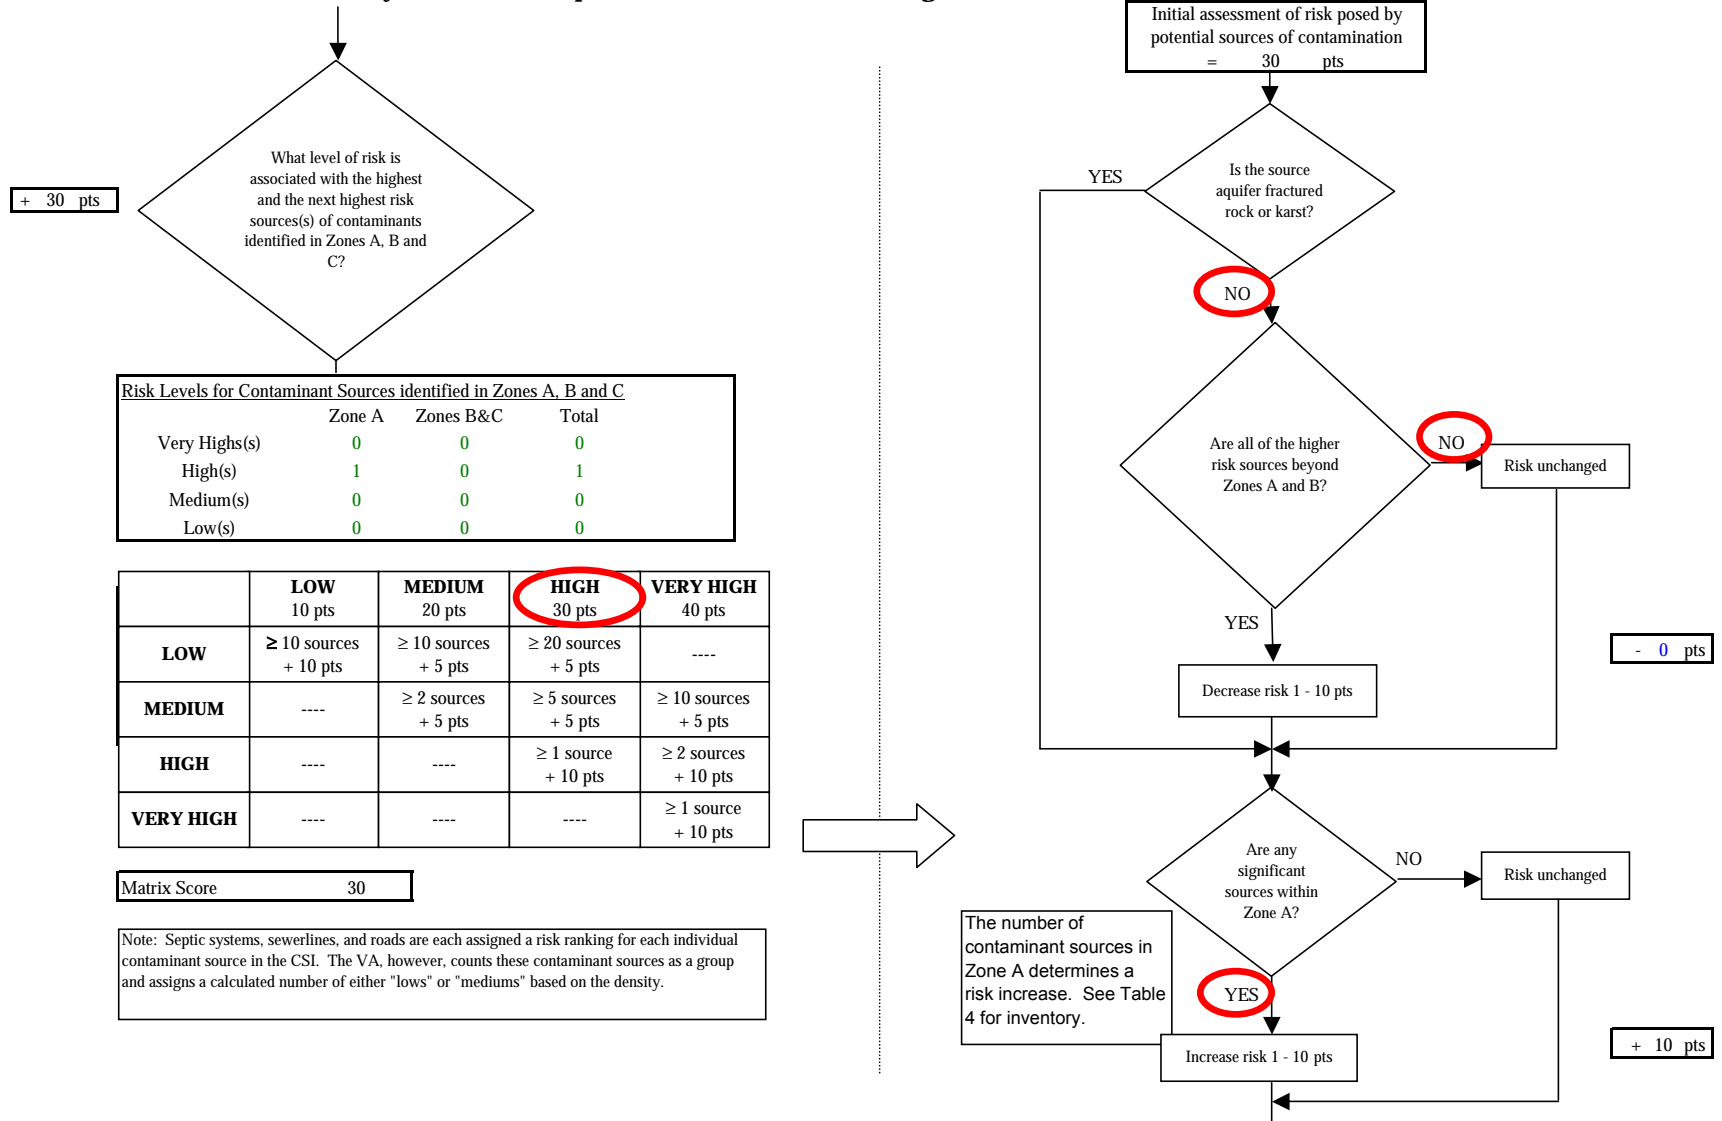 What level of risk is
associated with the highest
and the next highest risk
sources(s) of contaminants
identified in Zones A, B and
C?
+ 30 pts
Risk Levels for Contaminant Sources identified in Zones A, B and C
Zone A Zones B&C Total
Very Highs(s) 0 0 0
High(s) 1 0 1
Medium(s) 0 0 0
Low(s) 0 0 0
LOW MEDIUM HIGH VERY HIGH
10 pts 20 pts 30 pts 40 pts
LOW ≥ 10 sources + 10 pts ≥ 10 sources + 5 pts ≥ 20 sources + 5 pts ----
MEDIUM ---- ≥ 2 sources + 5 pts ≥ 5 sources + 5 pts ≥ 10 sources + 5 pts
HIGH ---- ---- ≥ 1 source + 10 pts ≥ 2 sources + 10 pts
VERY HIGH ---- ---- ---- ≥ 1 source + 10 pts
Matrix Score 30
Note: Septic systems, sewerlines, and roads are each assigned a risk ranking for each individual
contaminant source in the CSI. The VA, however, counts these contaminant sources as a group
and assigns a calculated number of either "lows" or "mediums" based on the density.
Initial assessment of risk posed by
potential sources of contamination
= 30 pts
Is the source
aquifer fractured
rock or karst?
YES
NO
Are all of the higher
risk sources beyond
Zones A and B?
NO
Risk unchanged
YES
Decrease risk 1 - 10 pts
- 0 pts
Are any
significant
sources within
Zone A?
NO
Risk unchanged
The number of
contaminant sources in
Zone A determines a
risk increase. See Table
4 for inventory.
YES
Increase risk 1 - 10 pts
+ 10 pts